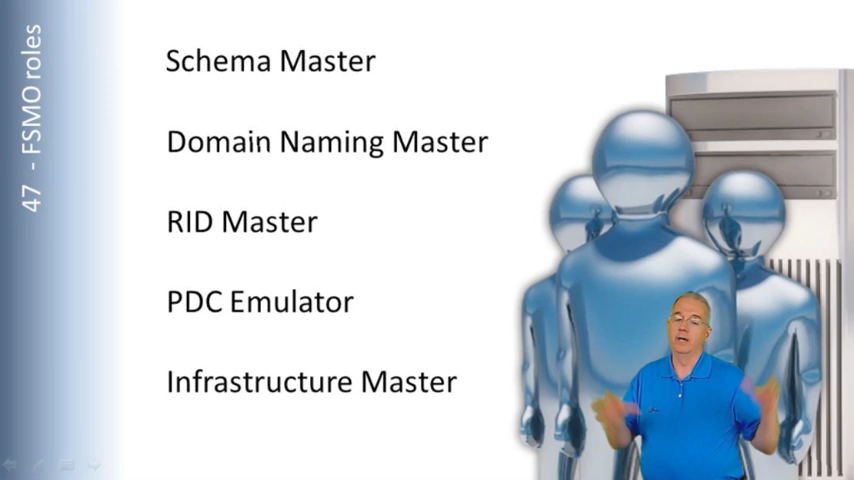 47 - FSMO roles
Schema Master
Domain Naming Master
RID Master
PDC Emulator
Infrastructure Master